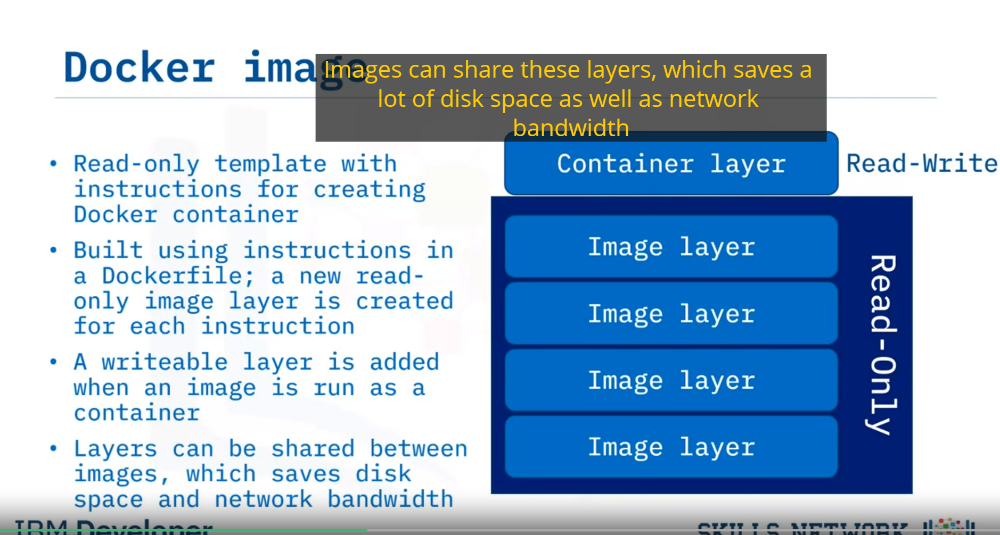 Docker image
Images can share these layers, which saves a
lot of disk space as well as network
bandwidth
• Read-only template with
instructions for creating
Docker container
• Built using instructions in
a Dockerfile; a new read-
only image layer is created
for each instruction
• A writeable layer is added
when an image is run as a
container
• Layers can be shared between
images, which saves disk
space and network bandwidth
Container layer
Read-Write
Image layer
Image layer
Image layer
Image layer
Read-Only
IBM Developer
SKILLS NETWORK